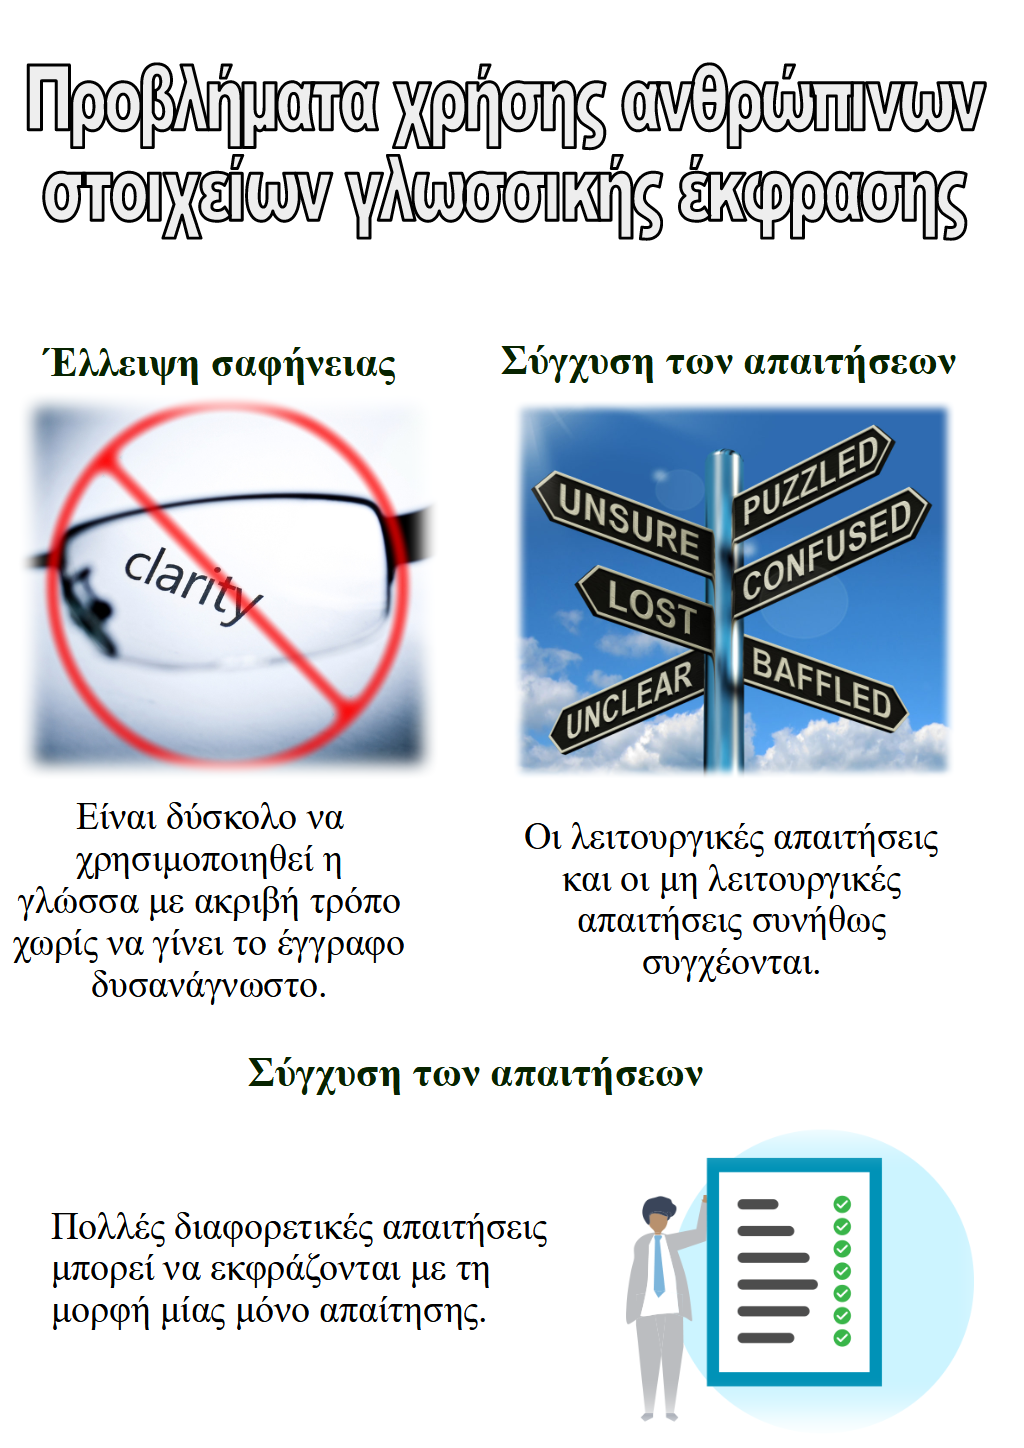 Προβλήματα χρήσης ανθρώπινων
στοιχείων γλωσσικής έκφρασης
Έλλειψη σαφήνειας
clarity
Είναι δύσκολο να
χρησιμοποιηθεί η
γλώσσα με ακριβή τρόπο
χωρίς να γίνει το έγγραφο
δυσανάγνωστο.
Σύγχυση των απαιτήσεων
PUZZLED
UNSURE
CONFUSED
LOST
BAFFLED
UNCLEAR
Οι λειτουργικές απαιτήσεις
και οι μη λειτουργικές
απαιτήσεις συνήθως
συγχέονται.
Σύγχυση των απαιτήσεων
Πολλές διαφορετικές απαιτήσεις
μπορεί να εκφράζονται με τη
μορφή μίας μόνο απαίτησης.